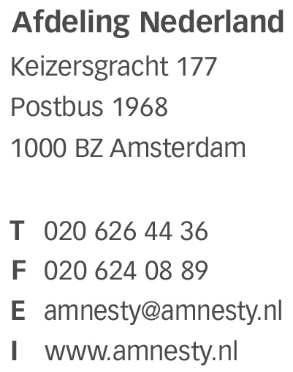 Afdeling Nederland
Keizersgracht 177
Postbus 1968
1000 BZ Amsterdam
T 020 626 44 36
F 020 624 08 89
E amnesty@amnesty.nl
I www.amnesty.nl